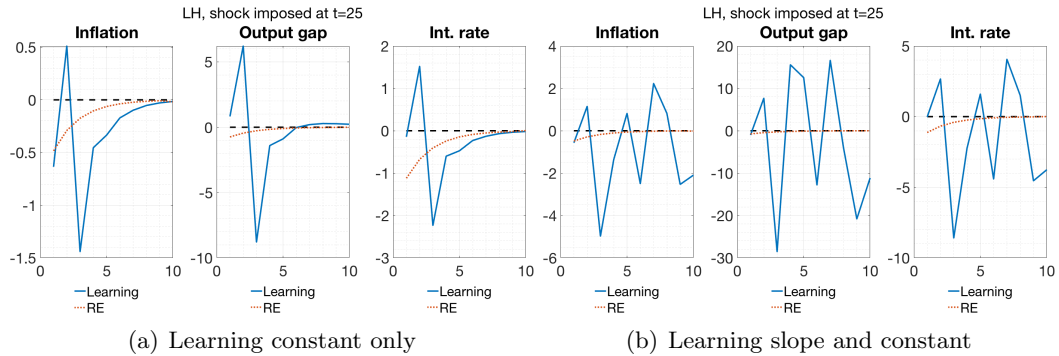 LH, shock imposed at t=25
Inflation
0.5
0
-0.5
-1
-1.5
0 5 10
Learning
RE
Output gap
5
0
-5
-10
0 5 10
Learning
RE
Int. rate
2
1
0
-1
-2
-3
0 5 10
Learning
RE
(a) Learning constant only
LH, shock imposed at t=25
Inflation
4
2
0
-2
-4
-6
0 5 10
Learning
RE
Output gap
20
10
0
-10
-20
-30
0 5 10
Learning
RE
Int. rate
5
0
-5
-10
0 5 10
Learning
RE
(b) Learning slope and constant